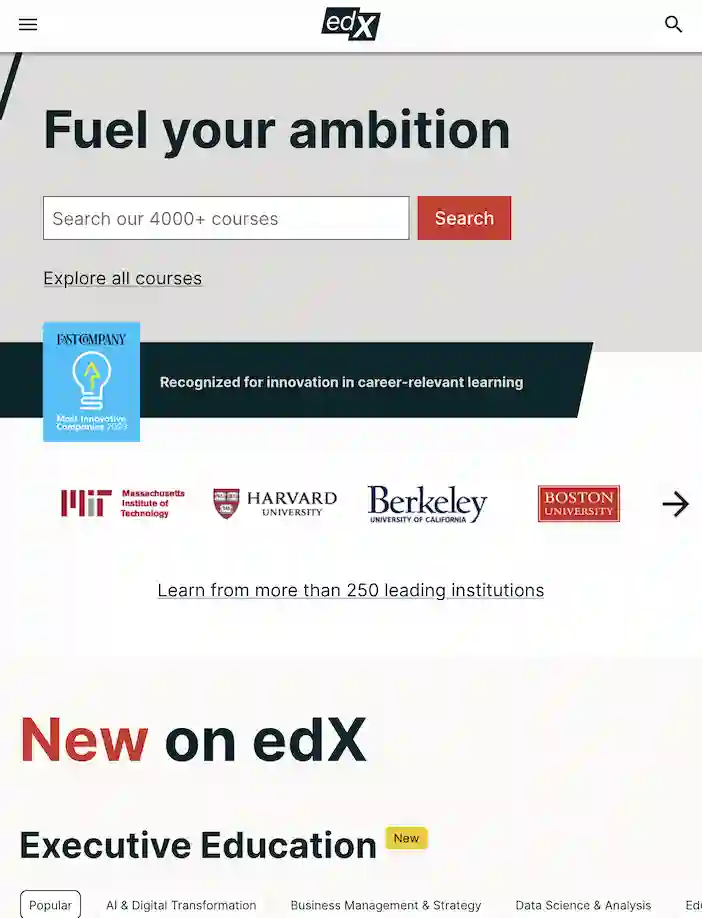 edX
Fuel your ambition
Search our 4000+ courses
Search
Explore all courses
FAST COMPANY
Most Innovative
Companies 2023
Recognized for innovation in career-relevant learning
MIT
Massachusetts
Institute of
Technology
HARVARD
UNIVERSITY
Berkeley
UNIVERSITY OF CALIFORNIA
BOSTON
UNIVERSITY
Learn from more than 250 leading institutions
New on edX
Executive Education New
Popular AI & Digital Transformation Business Management & Strategy Data Science & Analysis